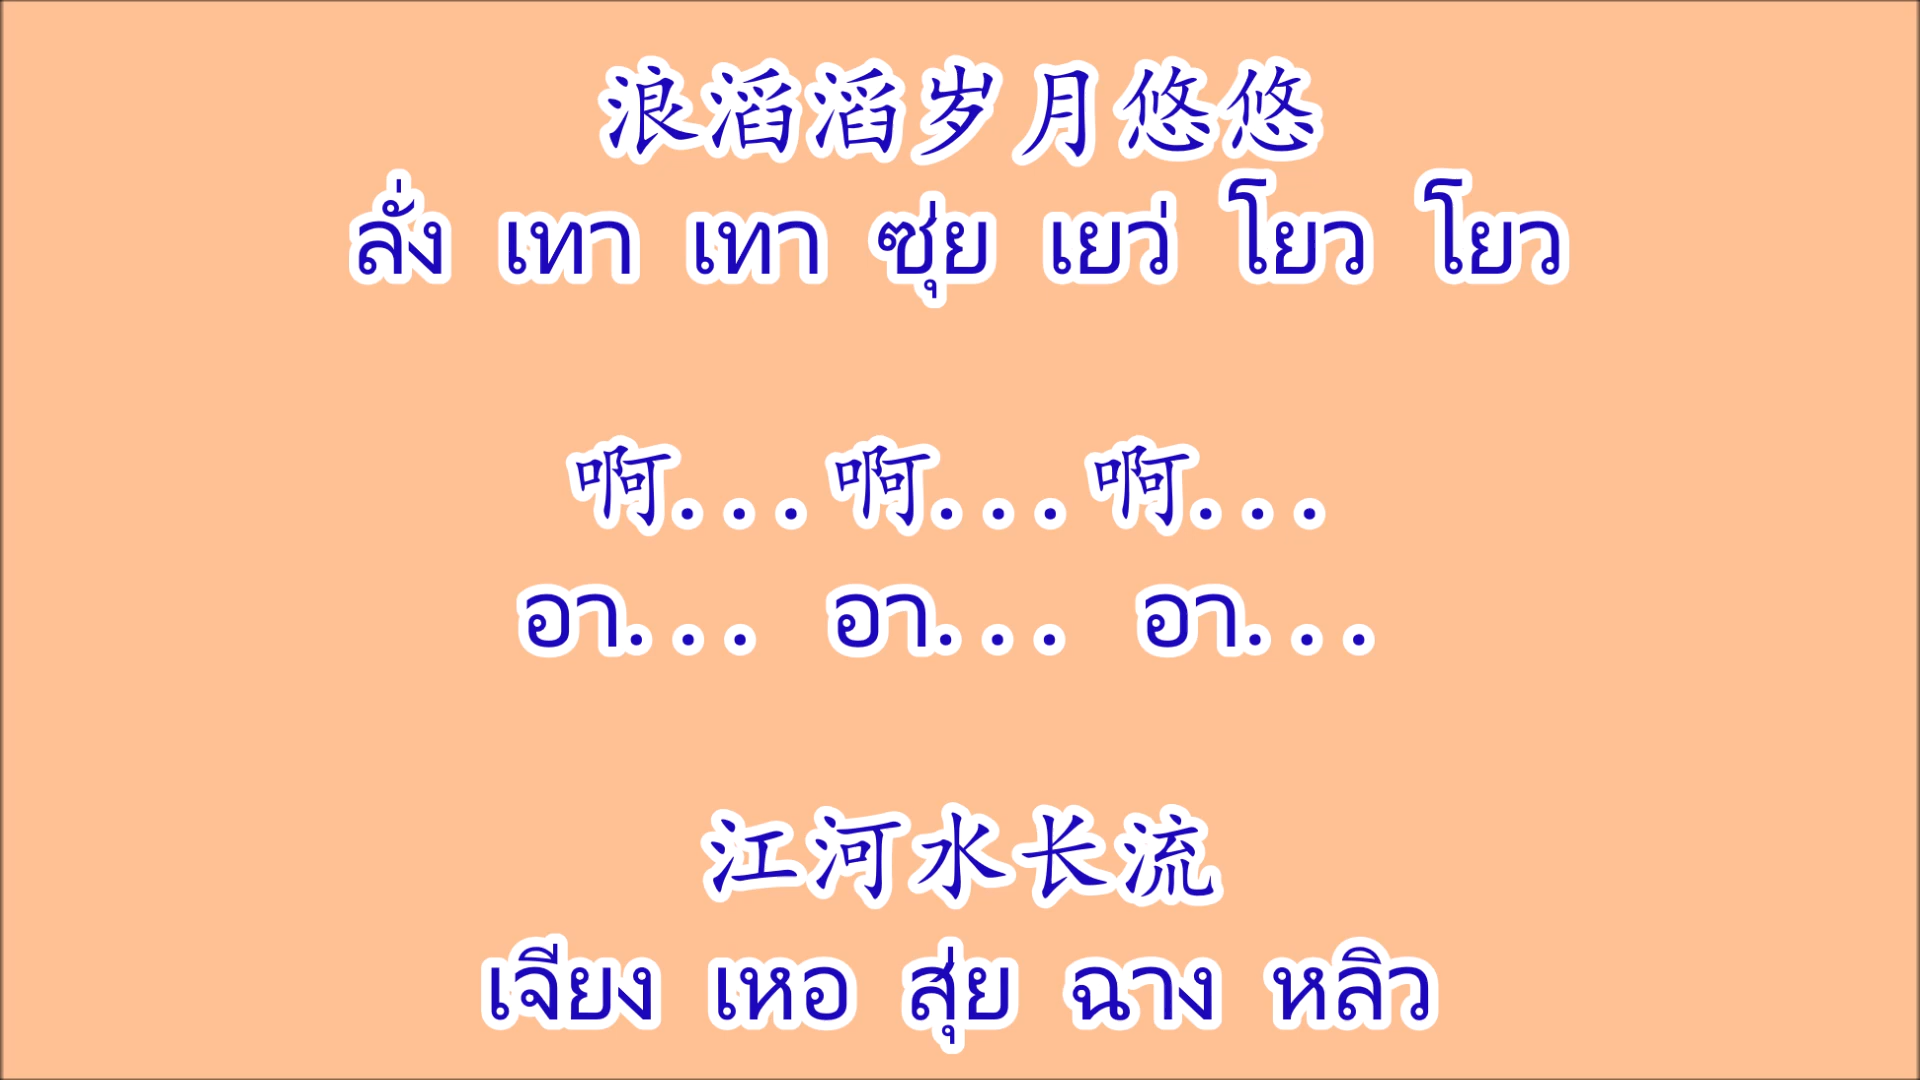 浪滔滔岁月悠悠
ลั่ง เทา เทา ซุ่ย เยว่ โยว โยว
啊...啊...啊...
อา... อา... อา...
江河水长流
เจียง เหอ สุ่ย ฉาง หลิว